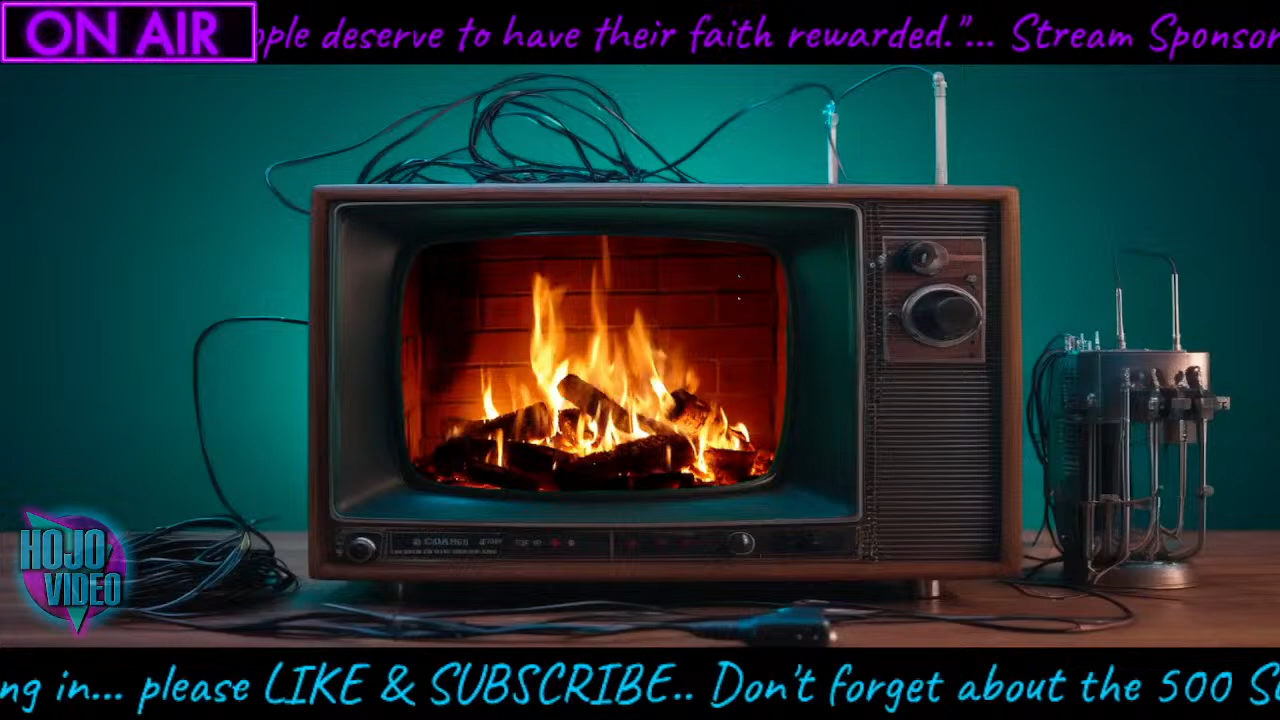 ON AIR
ople deserve to have their faith rewarded."... Stream Sponsor
HOJO
VIDEO
ng in... please LIKE & SUBSCRIBE.. Don't forget about the 500 S